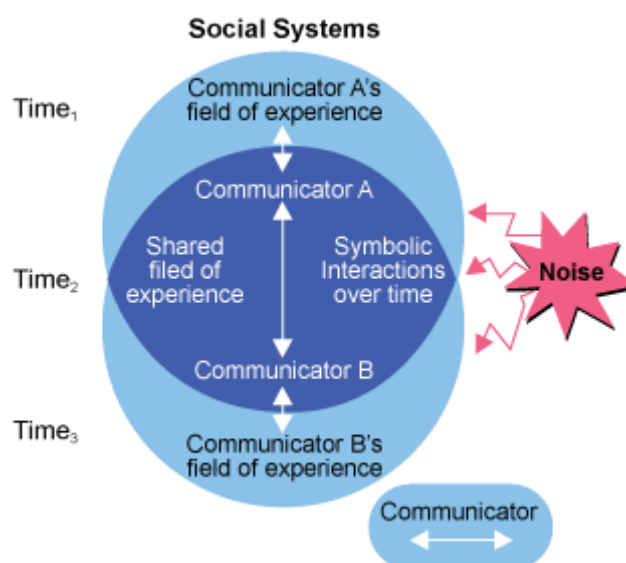 Social Systems
Time₁
Communicator A's
field of experience
Communicator A
Time₂
Shared
filed of
experience
Symbolic
Interactions
over time
Noise
Communicator B
Time₃
Communicator B's
field of experience
Communicator